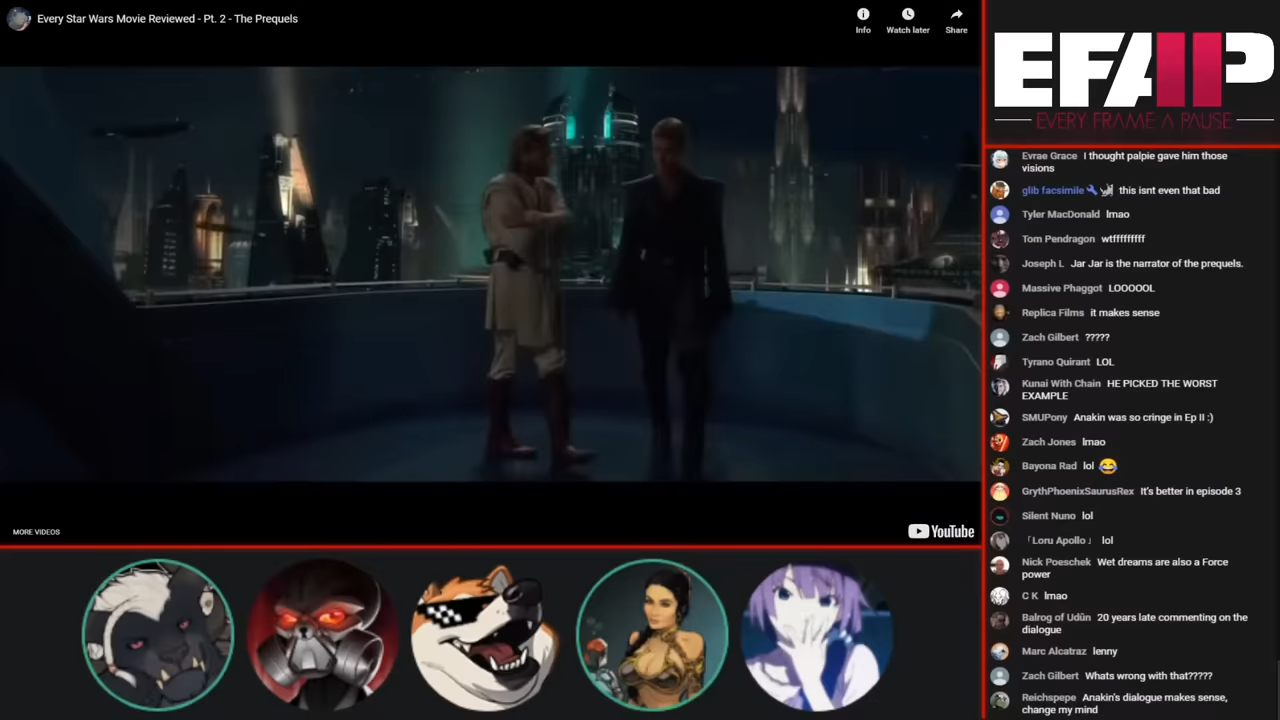 Every Star Wars Movie Reviewed - Pt. 2 - The Prequels
Info
Watch later
Share
MORE VIDEOS
YouTube
EFAP
EVERY FRAME A PAUSE
Evrae Grace I thought palpie gave him those
visions
glib facsimile this isnt even that bad
Tyler MacDonald lmao
Tom Pendragon wtfffffffff
Joseph L Jar Jar is the narrator of the prequels.
Massive Phaggot LOOOOOL
Replica Films it makes sense
Zach Gilbert ?????
Tyrano Quirant LOL
Kunai With Chain HE PICKED THE WORST
EXAMPLE
SMUPony Anakin was so cringe in Ep II :)
Zach Jones lmao
Bayona Rad lol 😂
GrythPhoenixSaurusRex It's better in episode 3
Silent Nuno lol
「Loru Apollo」 lol
Nick Poeschek Wet dreams are also a Force
power
C K lmao
Balrog of Udûn 20 years late commenting on the
dialogue
Marc Alcatraz lenny
Zach Gilbert Whats wrong with that?????
Reichspepe Anakin's dialogue makes sense,
change my mind